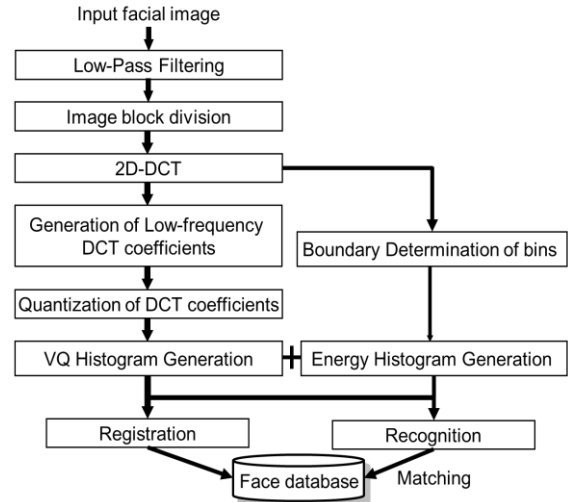 Input facial image
Low-Pass Filtering
Image block division
2D-DCT
Generation of Low-frequency
DCT coefficients
Boundary Determination of bins
Quantization of DCT coefficients
VQ Histogram Generation
+
Energy Histogram Generation
Registration
Recognition
Face database
Matching